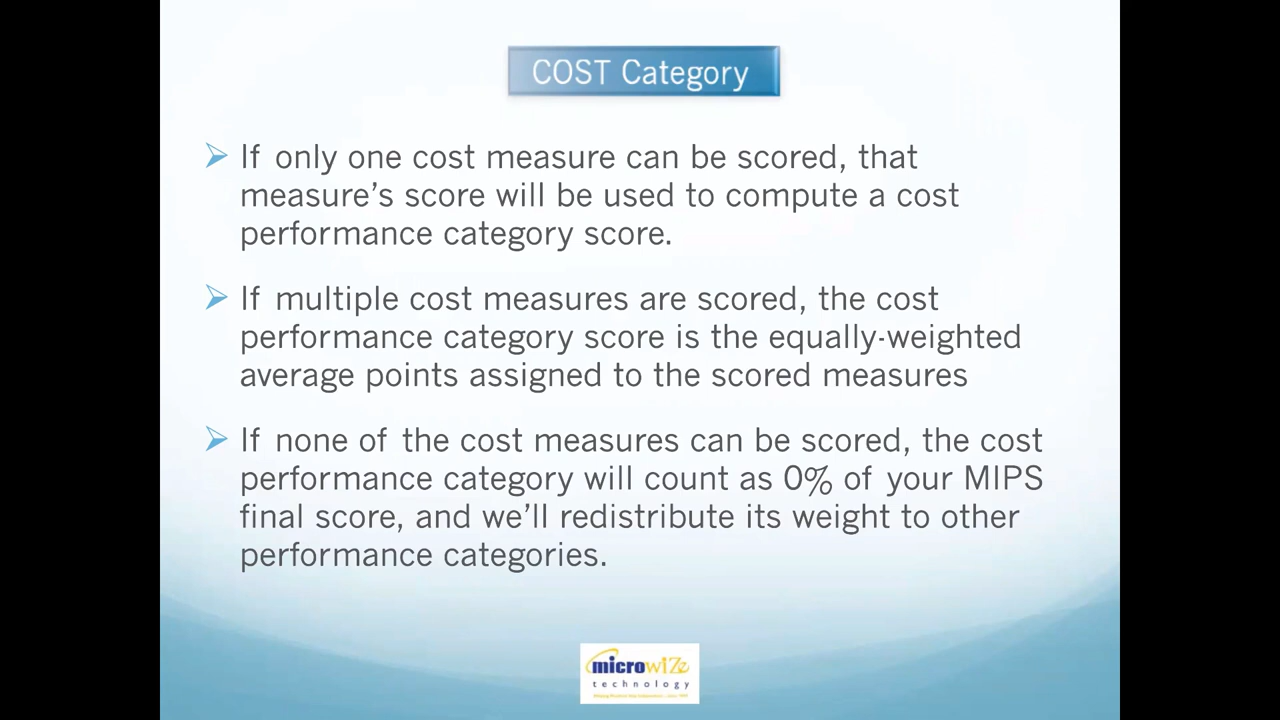 COST Category
If only one cost measure can be scored, that
measure’s score will be used to compute a cost
performance category score.
If multiple cost measures are scored, the cost
performance category score is the equally-weighted
average points assigned to the scored measures
If none of the cost measures can be scored, the cost
performance category will count as 0% of your MIPS
final score, and we’ll redistribute its weight to other
performance categories.
microwize
technology